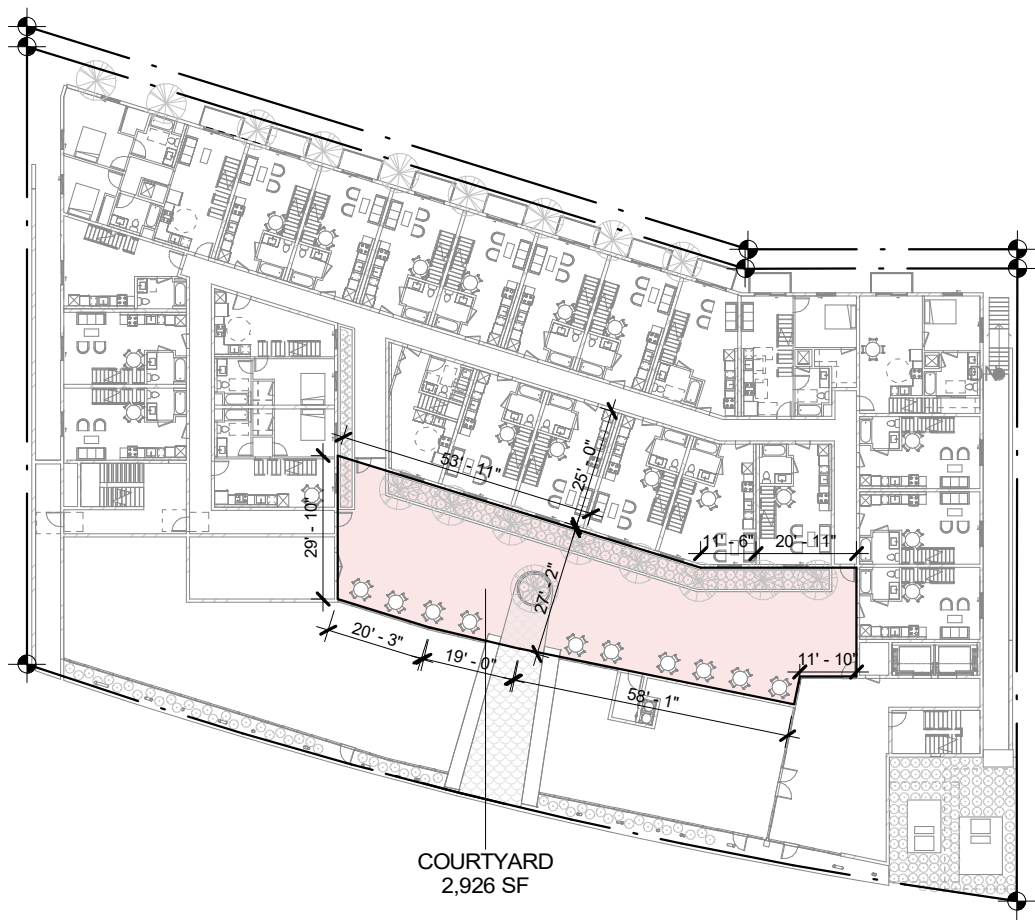 53' - 11"
25' - 0"
29' - 10"
11' - 6"
20' - 11"
27' - 2"
20' - 3"
19' - 0"
11' - 10"
58' - 1"
COURTYARD
2,926 SF